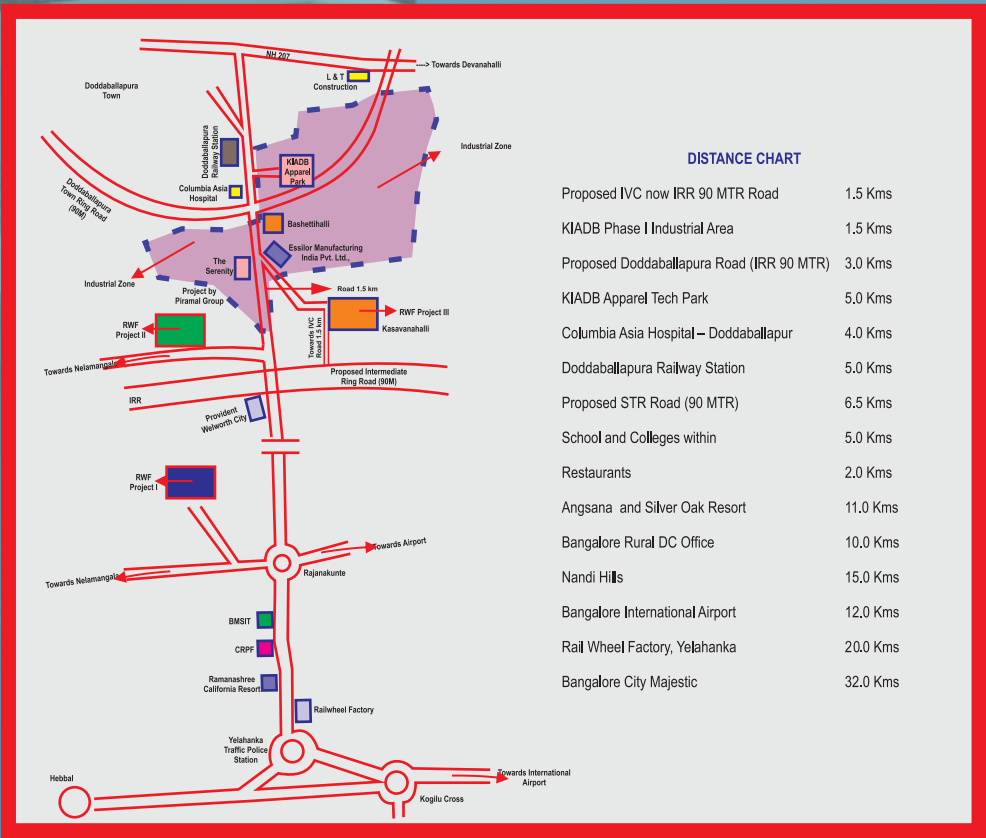 NH 207
----> Towards Devanahalli
L & T
Construction
Doddaballapura
Town
Doddaballapura
Railway Station
KIADB
Apparel
Park
Industrial Zone
Columbia Asia
Hospital
Doddaballapura
Town Ring Road
(90M)
Bashettihalli
Essilor Manufacturing
India Pvt. Ltd.,
The
Serenity
Industrial Zone
Project by
Piramal Group
Road 1.5 km
RWF
Project II
RWF Project III
Kasavanahalli
Towards IVC
Road 1.5 km
Towards Nelamangala
Proposed Intermediate
Ring Road (90M)
IRR
Provident
Welworth City
RWF
Project I
Towards Airport
Rajanakunte
Towards Nelamangala
BMSIT
CRPF
Ramanashree
California Resort
Railwheel Factory
Yelahanka
Traffic Police
Station
Hebbal
Towards International
Airport
Kogilu Cross
DISTANCE CHART
Proposed IVC now IRR 90 MTR Road 1.5 Kms
KIADB Phase I Industrial Area 1.5 Kms
Proposed Doddaballapura Road (IRR 90 MTR) 3.0 Kms
KIADB Apparel Tech Park 5.0 Kms
Columbia Asia Hospital – Doddaballapur 4.0 Kms
Doddaballapura Railway Station 5.0 Kms
Proposed STR Road (90 MTR) 6.5 Kms
School and Colleges within 5.0 Kms
Restaurants 2.0 Kms
Angsana and Silver Oak Resort 11.0 Kms
Bangalore Rural DC Office 10.0 Kms
Nandi Hills 15.0 Kms
Bangalore International Airport 12.0 Kms
Rail Wheel Factory, Yelahanka 20.0 Kms
Bangalore City Majestic 32.0 Kms